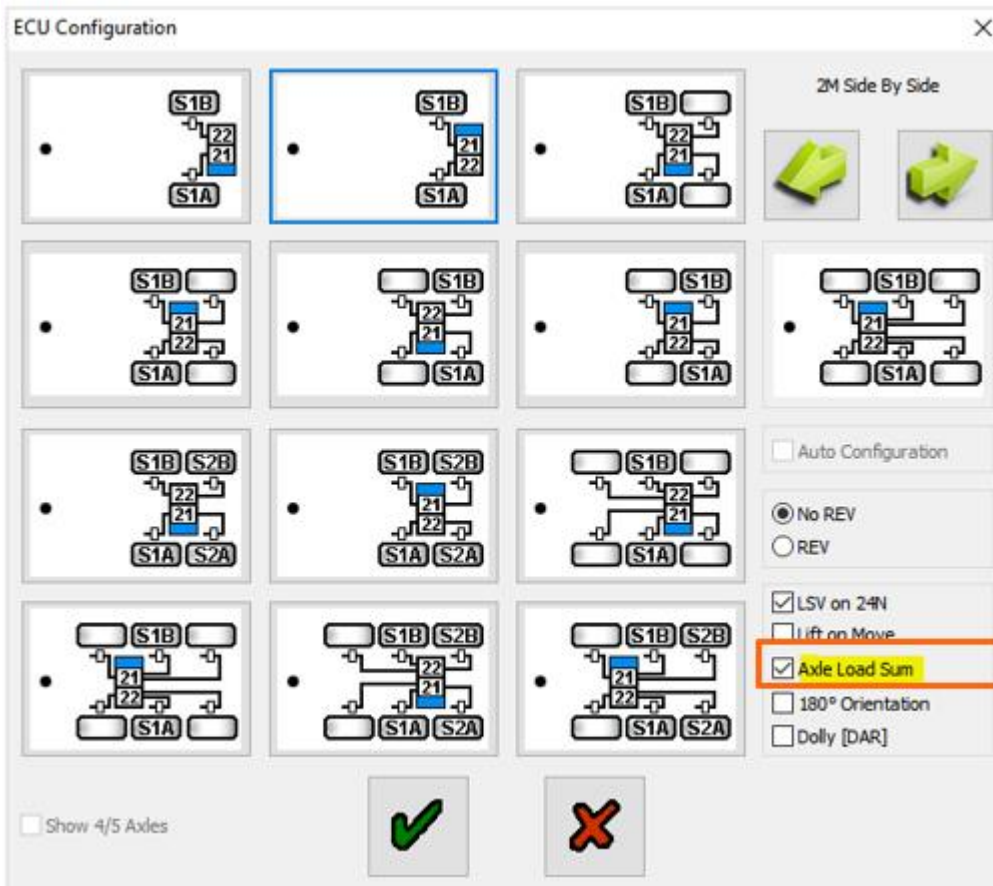 ECU Configuration
2M Side By Side
S1B
22
21
S1A
S1B
21
22
S1A
S1B
22
21
S1A
S1B
21
22
S1A
S1B
22
21
S1A
S1B
21
22
S1A
S1B
21
22
S1A
S1B S2B
22
21
S1A S2A
S1B S2B
21
22
S1A S2A
S1B
22
21
S1A
Auto Configuration
No REV
REV
S1B
21
22
S1A
S1B S2B
22
21
S1A S2A
S1B S2B
21
22
S1A S2A
LSV on 24N
Lift on Move
Axle Load Sum
180° Orientation
Dolly [DAR]
Show 4/5 Axles